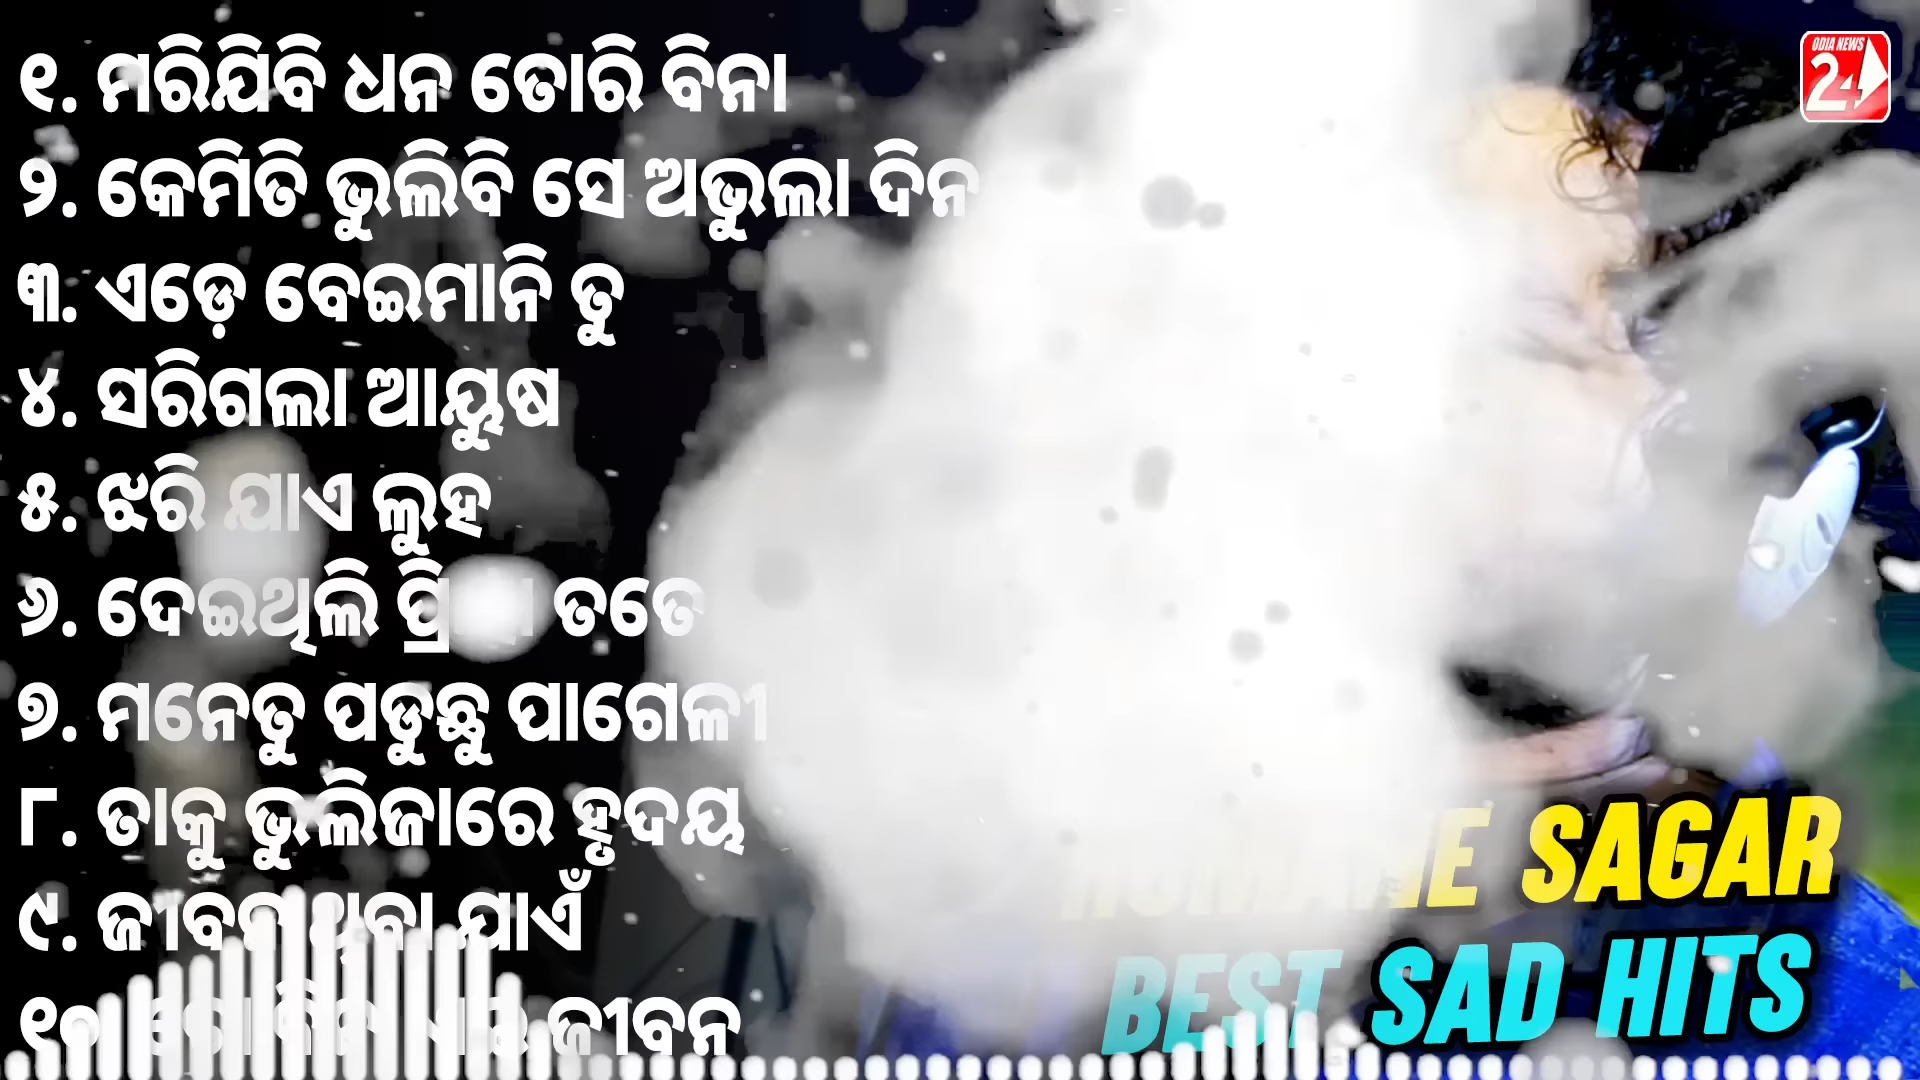 ୧. ମରିଯିବି ଧନ ତୋରି ବିନା
୨. କେମିତି ଭୁଲିବି ସେ ଅଭୁଲା ଦିନ
୩. ଏଡ଼େ ବେଇମାନି ତୁ
୪. ସରିଗଲା ଆୟୁଷ
୫. ଝରି ଯାଏ ଲୁହ
୬. ଦେଇଥିଲି ତତେ
୭. ମନେତୁ ପଡୁଛୁ ପାଗେଳୀ
୮. ତାକୁ ଭୁଲିଜାରେ ହୃଦୟ
୯. ଯାଏଁ
୧୦ ଜୀବନ
ODIA NEWS
24
SAGAR
BEST SAD HITS